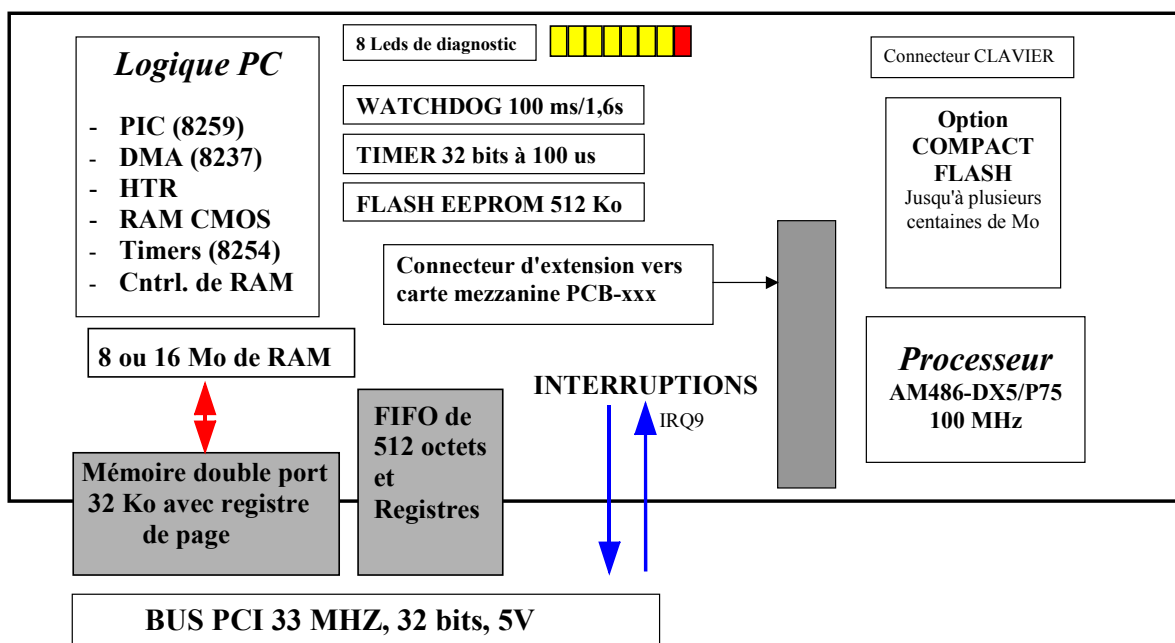 Logique PC
- PIC (8259)
- DMA (8237)
- HTR
- RAM CMOS
- Timers (8254)
- Cntrl. de RAM
8 Leds de diagnostic
WATCHDOG 100 ms/1,6s
TIMER 32 bits à 100 us
FLASH EEPROM 512 Ko
Connecteur d'extension vers
carte mezzanine PCB-xxx
Connecteur CLAVIER
Option
COMPACT
FLASH
Jusqu'à plusieurs
centaines de Mo
Processeur
AM486-DX5/P75
100 MHz
8 ou 16 Mo de RAM
INTERRUPTIONS
IRQ9
FIFO de
512 octets
et
Registres
Mémoire double port
32 Ko avec registre
de page
BUS PCI 33 MHZ, 32 bits, 5V